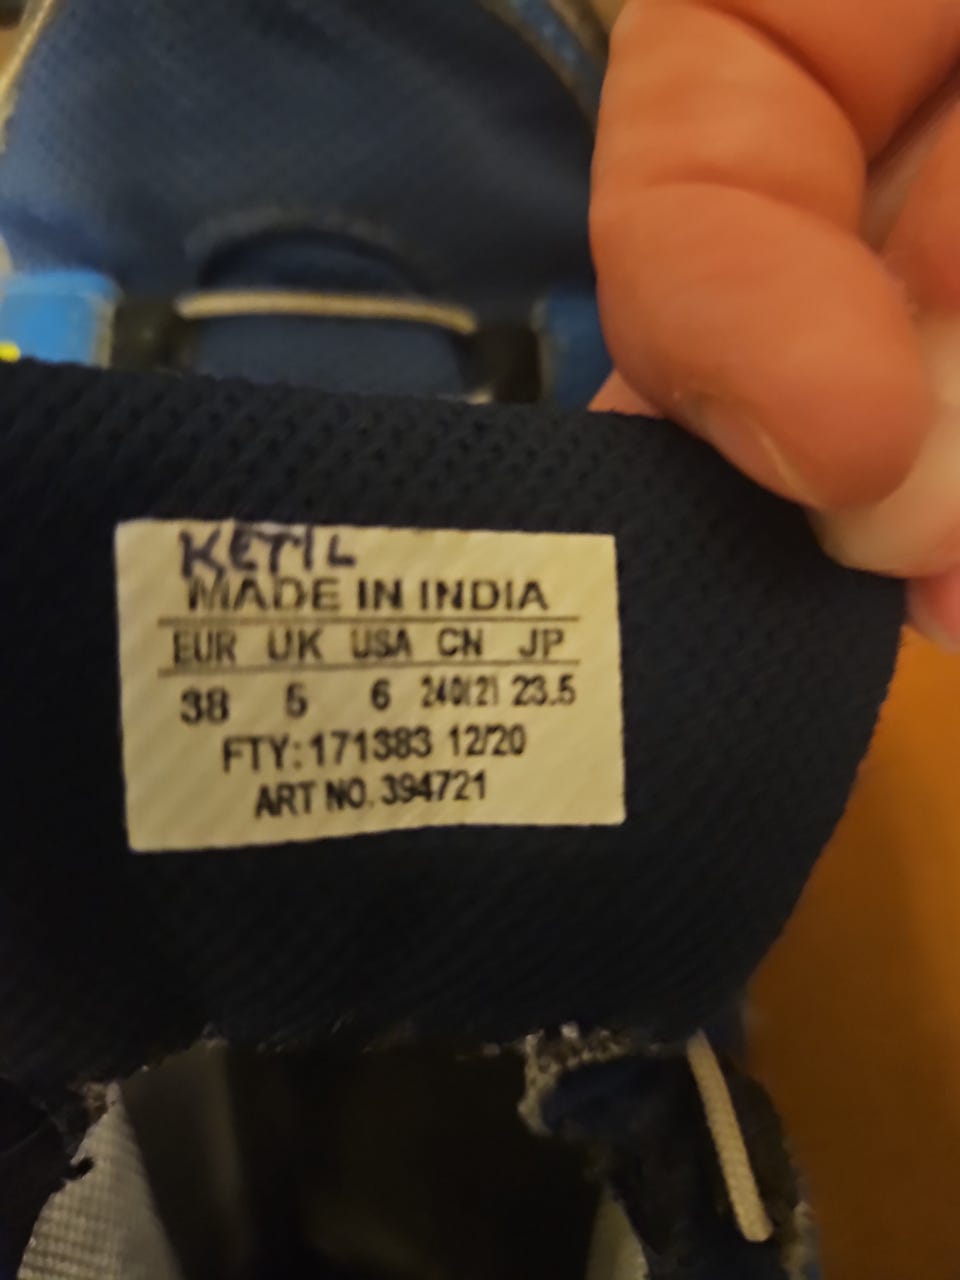 KETIL
MADE IN INDIA
EUR UK USA CN JP
38 5 6 240(2) 23.5
FTY: 171383 12/20
ART NO. 394721